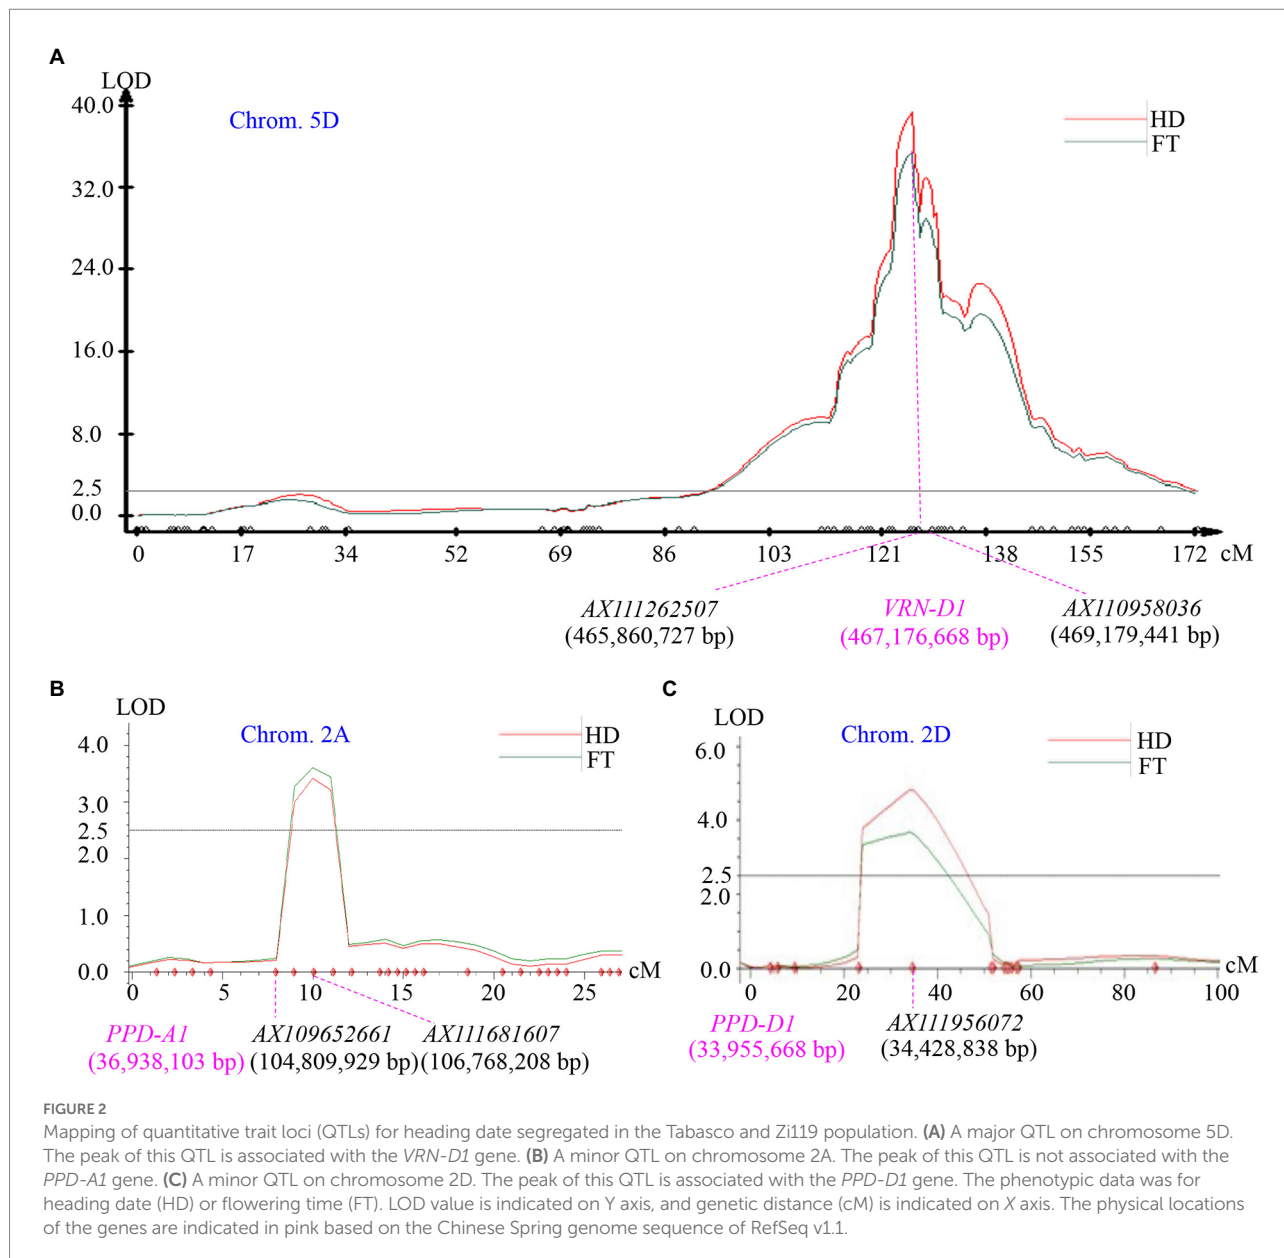 A
LOD
40.0
32.0
24.0
16.0
8.0
2.5
0.0
Chrom. 5D
HD
FT
0 17 34 52 69 86 103 121 138 155 172 cM
AX111262507 VRN-D1 AX110958036
(465,860,727 bp) (467,176,668 bp) (469,179,441 bp)
B
LOD
4.0
3.0
2.5
2.0
1.0
0.0
Chrom. 2A
HD
FT
0 5 10 15 20 25 cM
PPD-A1 AX109652661 AX111681607
(36,938,103 bp) (104,809,929 bp) (106,768,208 bp)
C
LOD
6.0
4.0
2.5
2.0
0.0
Chrom. 2D
HD
FT
0 20 40 60 80 100 cM
PPD-D1 AX111956072
(33,955,668 bp) (34,428,838 bp)
FIGURE 2
Mapping of quantitative trait loci (QTLs) for heading date segregated in the Tabasco and Zi119 population. (A) A major QTL on chromosome 5D.
The peak of this QTL is associated with the VRN-D1 gene. (B) A minor QTL on chromosome 2A. The peak of this QTL is not associated with the
PPD-A1 gene. (C) A minor QTL on chromosome 2D. The peak of this QTL is associated with the PPD-D1 gene. The phenotypic data was for
heading date (HD) or flowering time (FT). LOD value is indicated on Y axis, and genetic distance (cM) is indicated on X axis. The physical locations
of the genes are indicated in pink based on the Chinese Spring genome sequence of RefSeq v1.1.